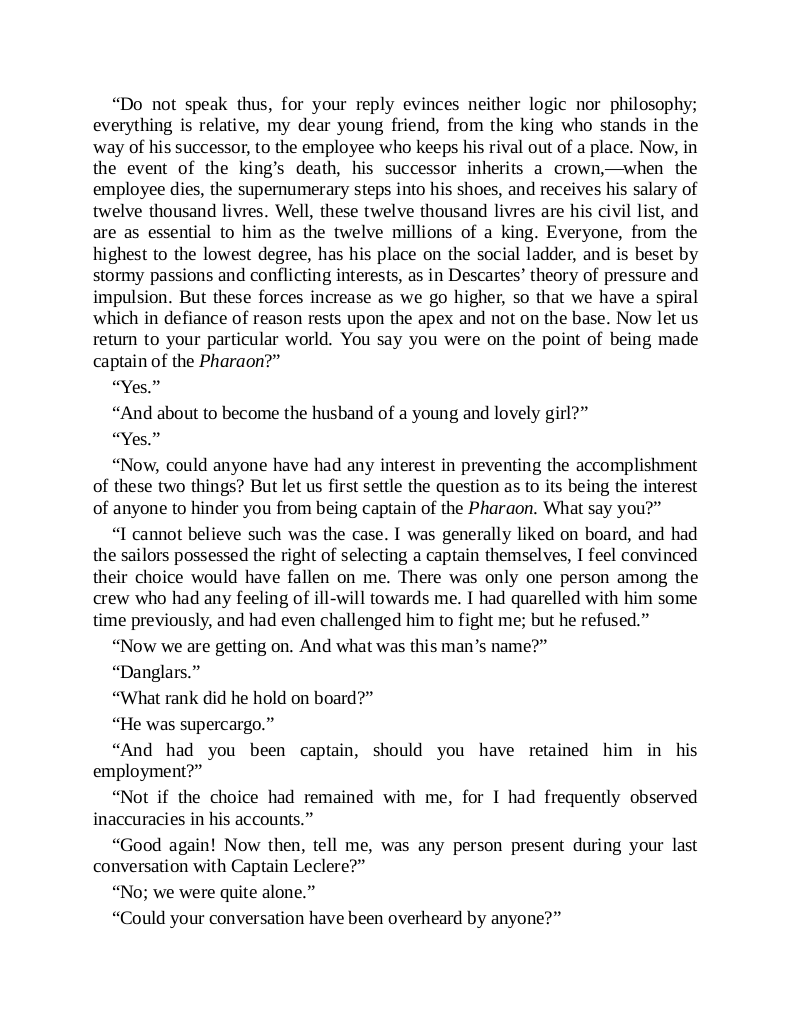 “Do not speak thus, for your reply evinces neither logic nor philosophy;
everything is relative, my dear young friend, from the king who stands in the
way of his successor, to the employee who keeps his rival out of a place. Now, in
the event of the king’s death, his successor inherits a crown,—when the
employee dies, the supernumerary steps into his shoes, and receives his salary of
twelve thousand livres. Well, these twelve thousand livres are his civil list, and
are as essential to him as the twelve millions of a king. Everyone, from the
highest to the lowest degree, has his place on the social ladder, and is beset by
stormy passions and conflicting interests, as in Descartes’ theory of pressure and
impulsion. But these forces increase as we go higher, so that we have a spiral
which in defiance of reason rests upon the apex and not on the base. Now let us
return to your particular world. You say you were on the point of being made
captain of the Pharaon?”
“Yes.”
“And about to become the husband of a young and lovely girl?”
“Yes.”
“Now, could anyone have had any interest in preventing the accomplishment
of these two things? But let us first settle the question as to its being the interest
of anyone to hinder you from being captain of the Pharaon. What say you?”
“I cannot believe such was the case. I was generally liked on board, and had
the sailors possessed the right of selecting a captain themselves, I feel convinced
their choice would have fallen on me. There was only one person among the
crew who had any feeling of ill-will towards me. I had quarelled with him some
time previously, and had even challenged him to fight me; but he refused.”
“Now we are getting on. And what was this man’s name?”
“Danglars.”
“What rank did he hold on board?”
“He was supercargo.”
“And had you been captain, should you have retained him in his
employment?”
“Not if the choice had remained with me, for I had frequently observed
inaccuracies in his accounts.”
“Good again! Now then, tell me, was any person present during your last
conversation with Captain Leclere?”
“No; we were quite alone.”
“Could your conversation have been overheard by anyone?”